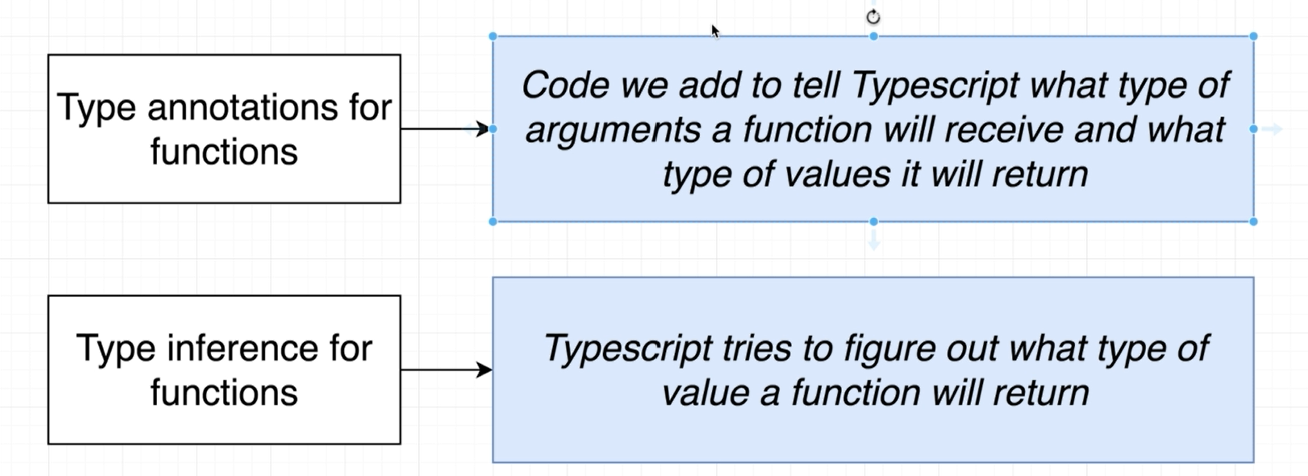 Type annotations for
functions
Code we add to tell Typescript what type of
arguments a function will receive and what
type of values it will return
Type inference for
functions
Typescript tries to figure out what type of
value a function will return